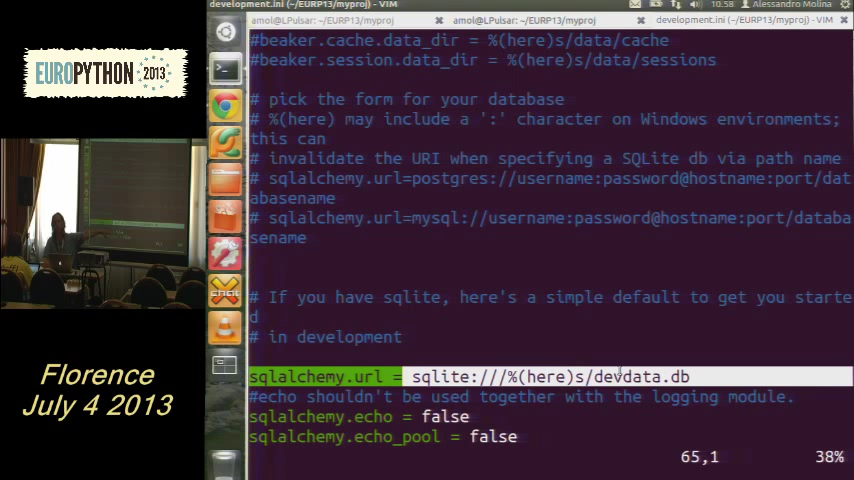 development.ini (~/EURP13/myproj) - VIM
10.58
Alessandro Molina
amol@LPulsar: ~/EURP13/myproj
amol@LPulsar: ~/EURP13/myproj
development.ini (~/EURP13/myproj) - VIM
#beaker.cache.data_dir = %(here)s/data/cache
#beaker.session.data_dir = %(here)s/data/sessions
# pick the form for your database
# %(here) may include a ':' character on Windows environments;
this can
# invalidate the URI when specifying a SQLite db via path name
# sqlalchemy.url=postgres://username:password@hostname:port/dat
abasename
# sqlalchemy.url=mysql://username:password@hostname:port/databa
sename
# If you have sqlite, here's a simple default to get you starte
d
# in development
sqlalchemy.url = sqlite:///%(here)s/devdata.db
#echo shouldn't be used together with the logging module.
sqlalchemy.echo = false
sqlalchemy.echo_pool = false
65,1
38%
EUROPYTHON 2013
Florence
July 4 2013